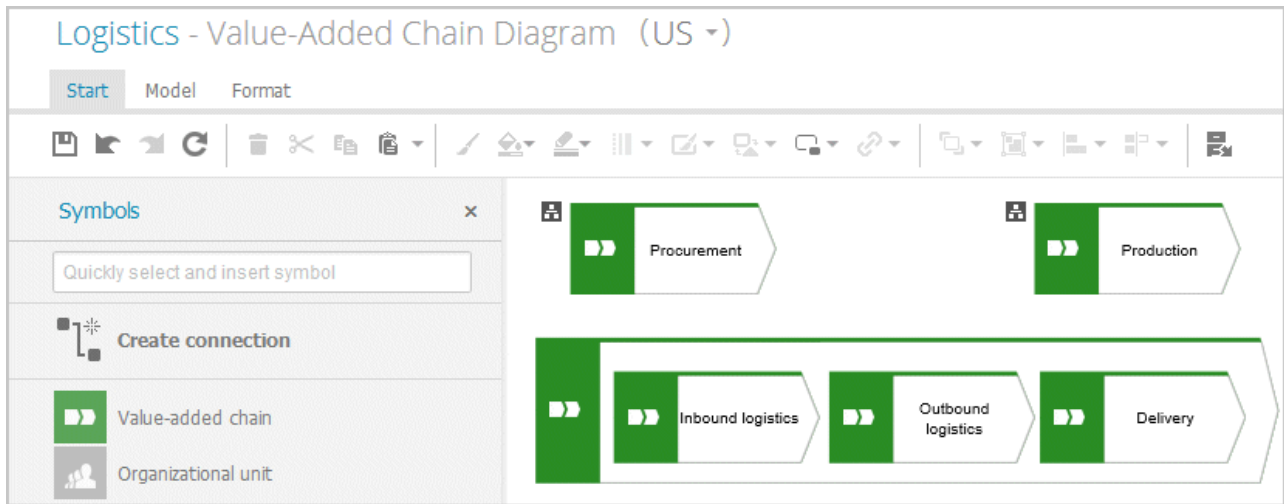 Logistics - Value-Added Chain Diagram (US)
Start Model Format
Symbols
Quickly select and insert symbol
Create connection
Value-added chain
Organizational unit
Procurement
Production
Inbound logistics
Outbound
logistics
Delivery